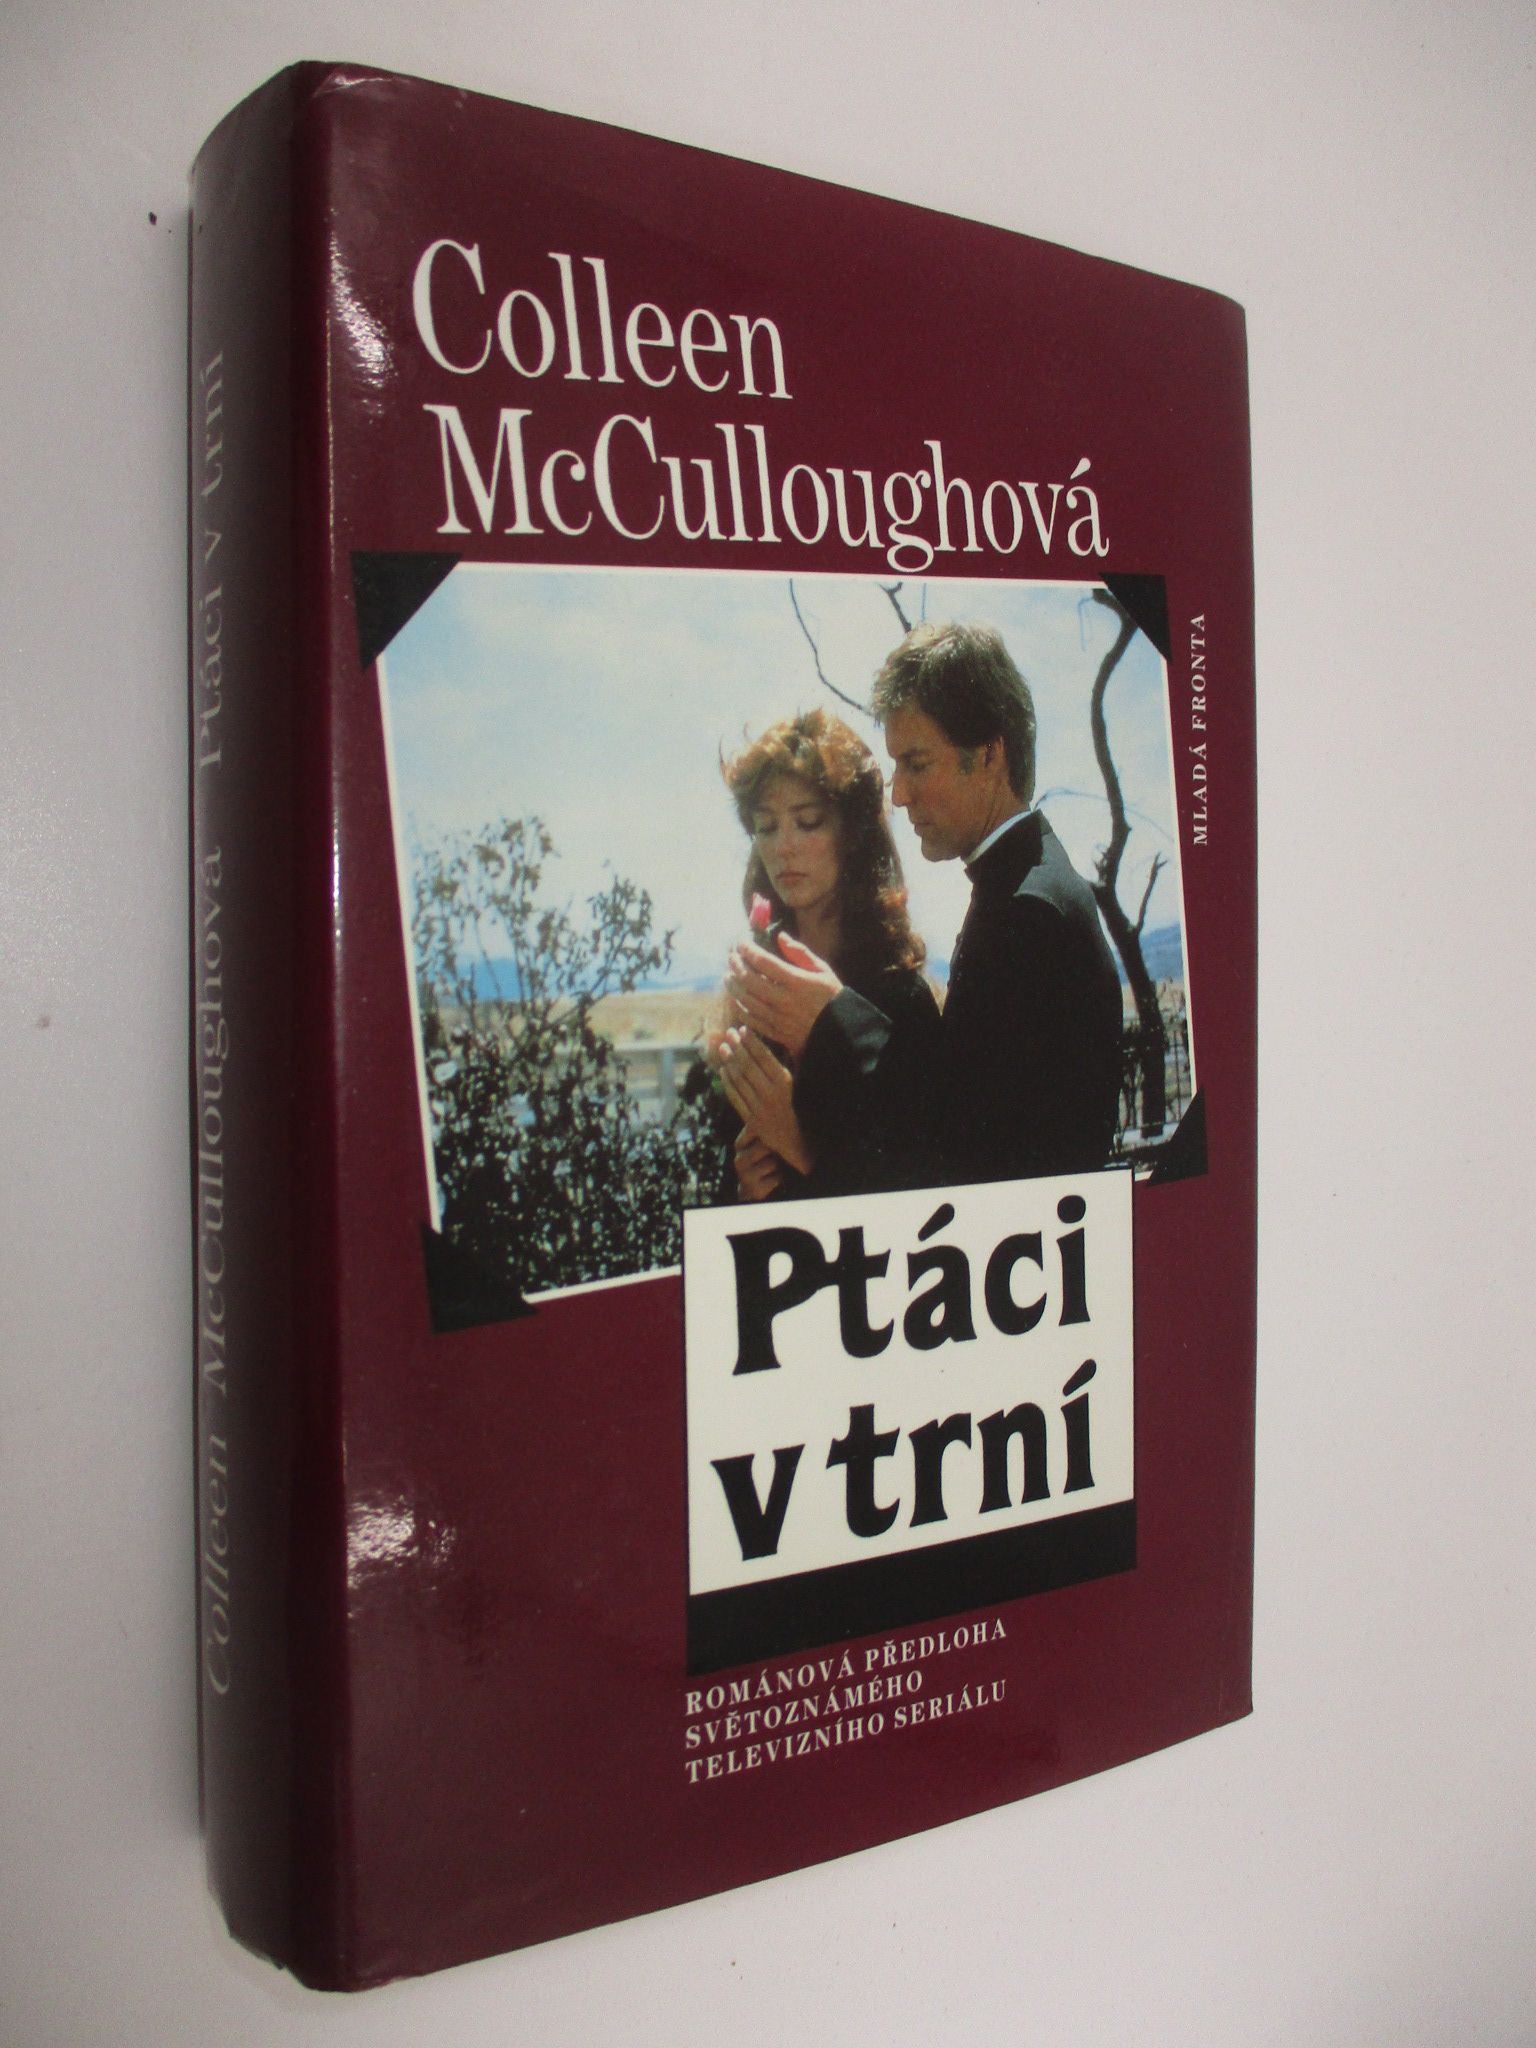 Colleen McCulloughová Ptáci v trní
Colleen
McCulloughová
MLADÁ FRONTA
Ptáci
v trní
ROMÁNOVÁ PŘEDLOHA
SVĚTOZNÁMÉHO
TELEVIZNÍHO SERIÁLU